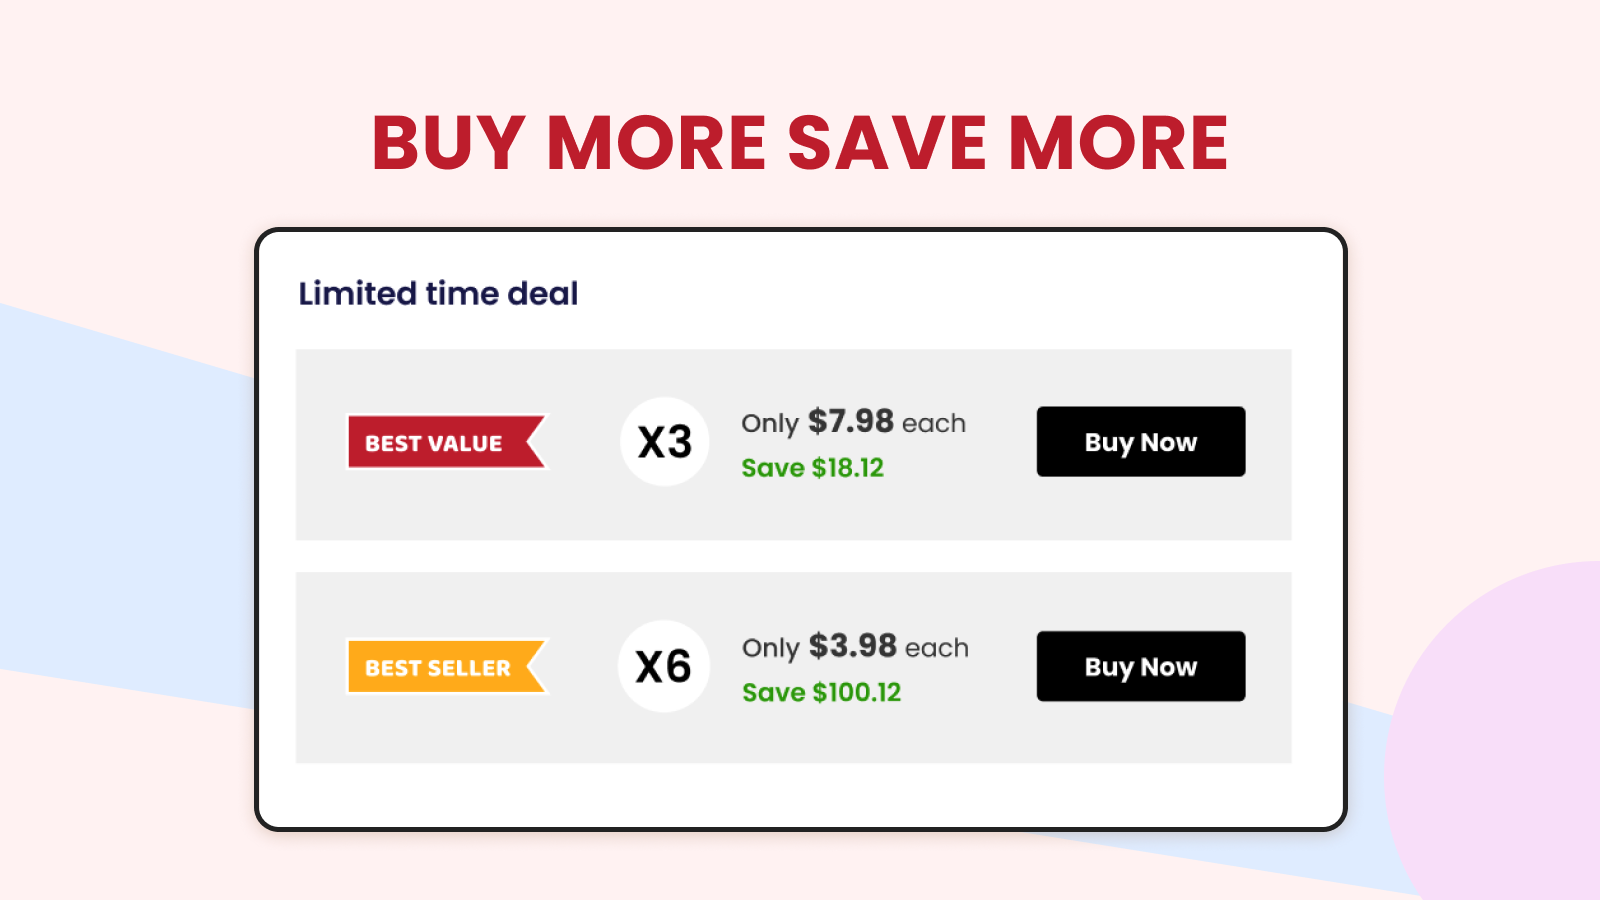 BUY MORE SAVE MORE
Limited time deal
BEST VALUE
X3
Only $7.98 each
Save $18.12
Buy Now
BEST SELLER
X6
Only $3.98 each
Save $100.12
Buy Now